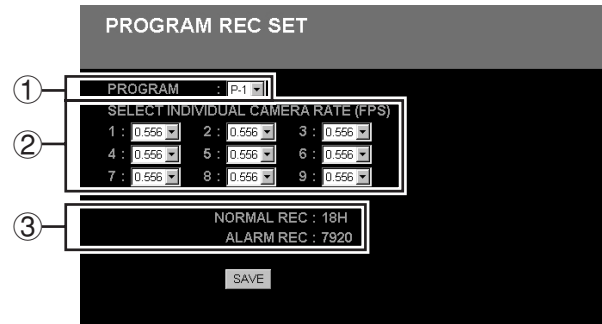 PROGRAM REC SET
① PROGRAM : P-1
SELECT INDIVIDUAL CAMERA RATE (FPS)
② 1 : 0.556 2 : 0.556 3 : 0.556
4 : 0.556 5 : 0.556 6 : 0.556
7 : 0.556 8 : 0.556 9 : 0.556
③ NORMAL REC : 18H
ALARM REC : 7920
SAVE